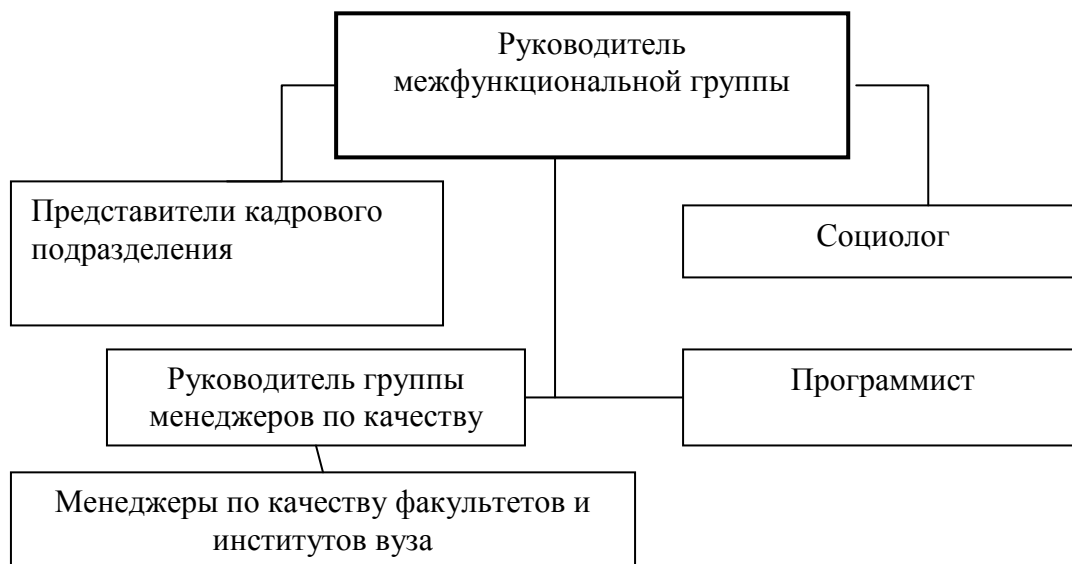 Руководитель
межфункциональной группы
Представители кадрового
подразделения
Социолог
Руководитель группы
менеджеров по качеству
Программист
Менеджеры по качеству факультетов и
институтов вуза